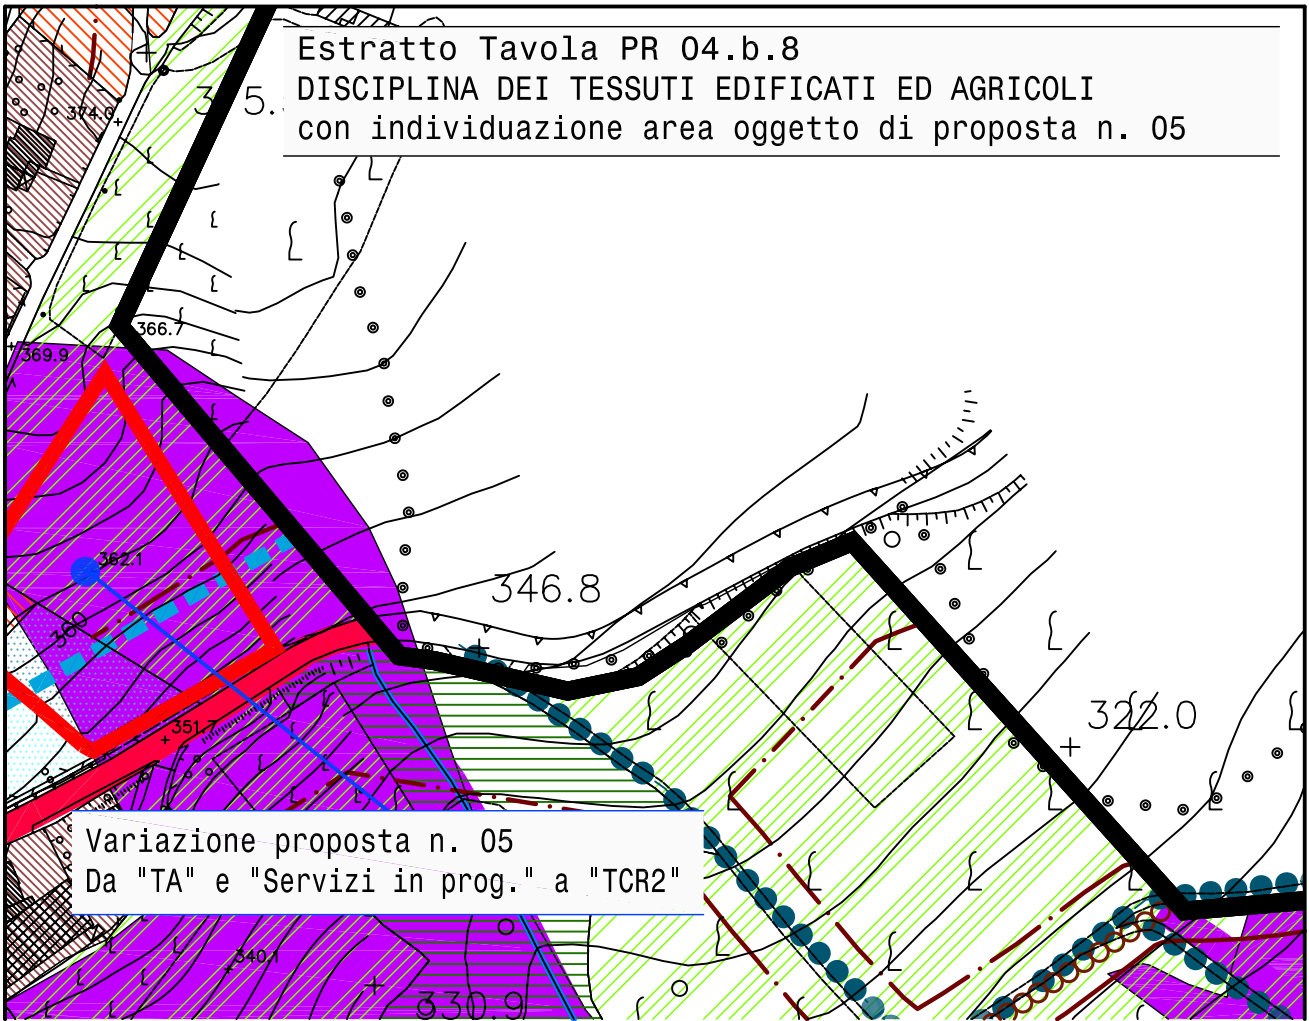 Estratto Tavola PR 04.b.8
DISCIPLINA DEI TESSUTI EDIFICATI ED AGRICOLI
con individuazione area oggetto di proposta n. 05
374.0
366.7
369.9
362.1
346.8
360
322.0
351.7
Variazione proposta n. 05
Da "TA" e "Servizi in prog." a "TCR2"
340.1
330.9